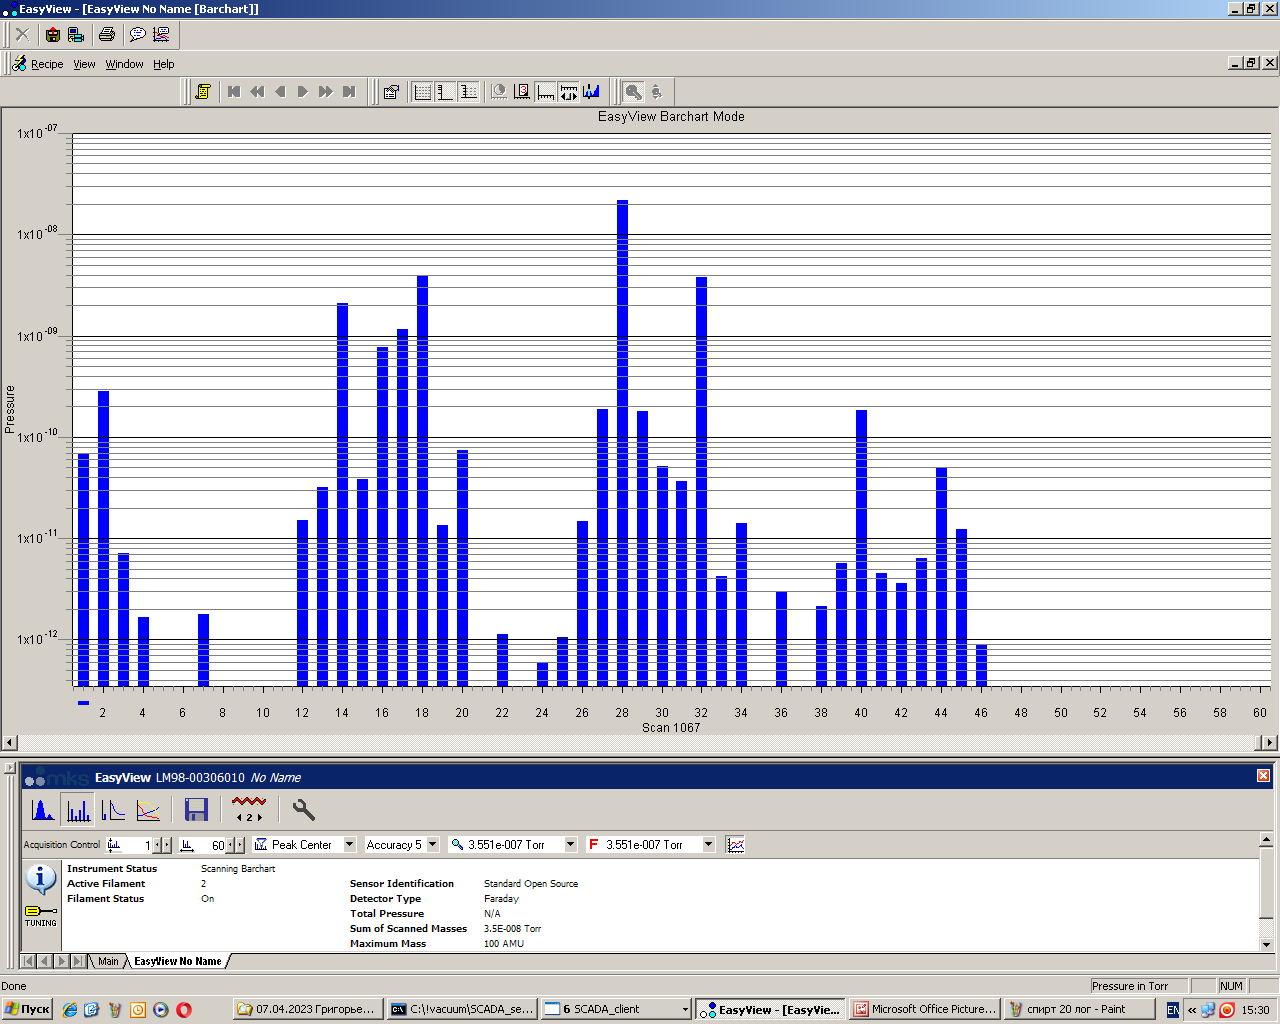 EasyView - [EasyView No Name [Barchart]]
Recipe View Window Help
EasyView Barchart Mode
1x10-07
1x10-08
1x10-09
1x10-10
1x10-11
1x10-12
Pressure
2 4 6 8 10 12 14 16 18 20 22 24 26 28 30 32 34 36 38 40 42 44 46 48 50 52 54 56 58 60
Scan 1067
mks EasyView LM98-00306010 No Name
2
Acquisition Control 1 60 Peak Center Accuracy 5 3.551e-007 Torr F 3.551e-007 Torr
Instrument Status Scanning Barchart
Active Filament 2 Sensor Identification Standard Open Source
Filament Status On Detector Type Faraday
TUNING
Total Pressure N/A
Sum of Scanned Masses 3.5E-008 Torr
Maximum Mass 100 AMU
Main EasyView No Name
Done Pressure in Torr NUM
Пуск 07.04.2023 Григорье... C:\!vacuum\SCADA_se... 6 SCADA_client EasyView - [EasyVie... Microsoft Office Picture... спирт 20 лог - Paint EN « 15:30